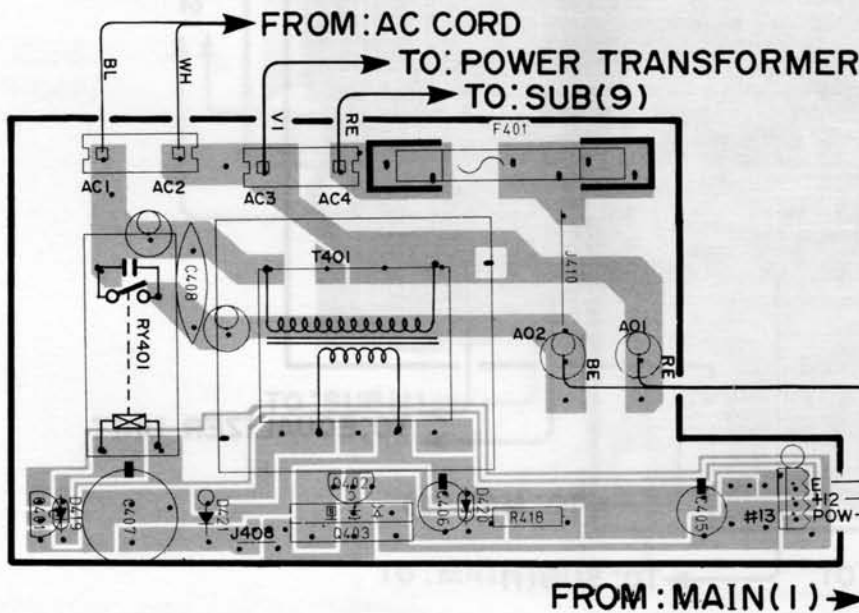 FROM:AC CORD
TO:POWER TRANSFORMER
TO:SUB(9)
BL
WH
VI
RE
F401
AC1
AC2
AC3
AC4
T401
J410
C408
RY401
A02
A01
BE
RE
Q402
D419
C407
D421
C406
D420
R418
C405
J408
Q403
E
+12
#13
POW
FROM:MAIN(1)